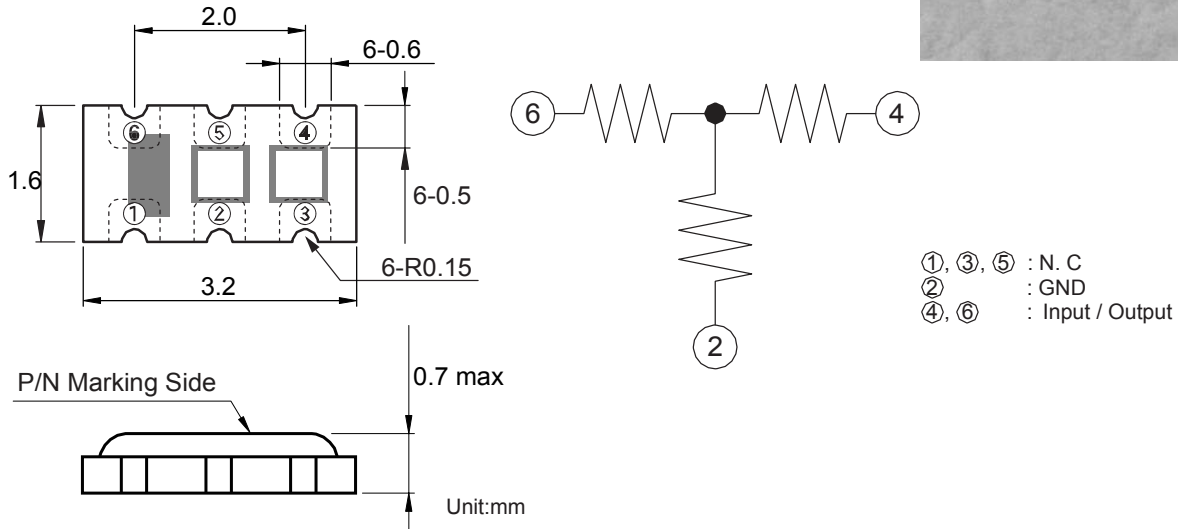 2.0
6-0.6
⑥ ⑤ ④
1.6
6-0.5
① ② ③
6-R0.15
3.2
⑥ ④
②
①, ③, ⑤ : N. C
② : GND
④, ⑥ : Input / Output
P/N Marking Side
0.7 max
Unit:mm